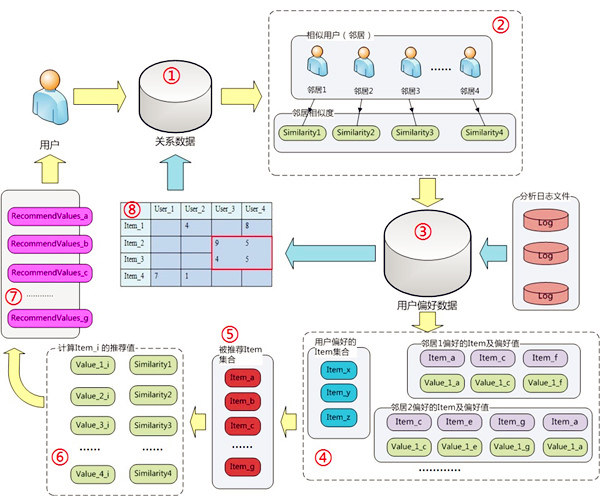 用户
①
关系数据
②
相似用户（邻居）
邻居1 邻居2 邻居3 …… 邻居4
邻居相似度
Similarity1 Similarity2 Similarity3 Similarity4
③
用户偏好数据
分析日志文件
Log
Log
Log
⑧
User_1 User_2 User_3 User_4
Item_1 4 8
Item_2 9 5
Item_3 4 5
Item_4 7 1
RecommendValues_a
RecommendValues_b
RecommendValues_c
…………
RecommendValues_g
⑦
计算Item_i 的推荐值
Value_1_i Similarity1
Value_2_i Similarity2
Value_3_i Similarity3
…… ……
Value_4_i Similarity4
⑥
⑤
被推荐Item
集合
Item_a
Item_b
Item_c
……
Item_g
④
用户偏好的
Item集合
Item_x
Item_y
Item_z
邻居1偏好的Item及偏好值
Item_a Item_c Item_f
Value_1_a Value_1_c Value_1_f
邻居2偏好的Item及偏好值
Item_c Item_e Item_g Item_a
Value_1_c Value_1_e Value_1_g Value_1_a
…………